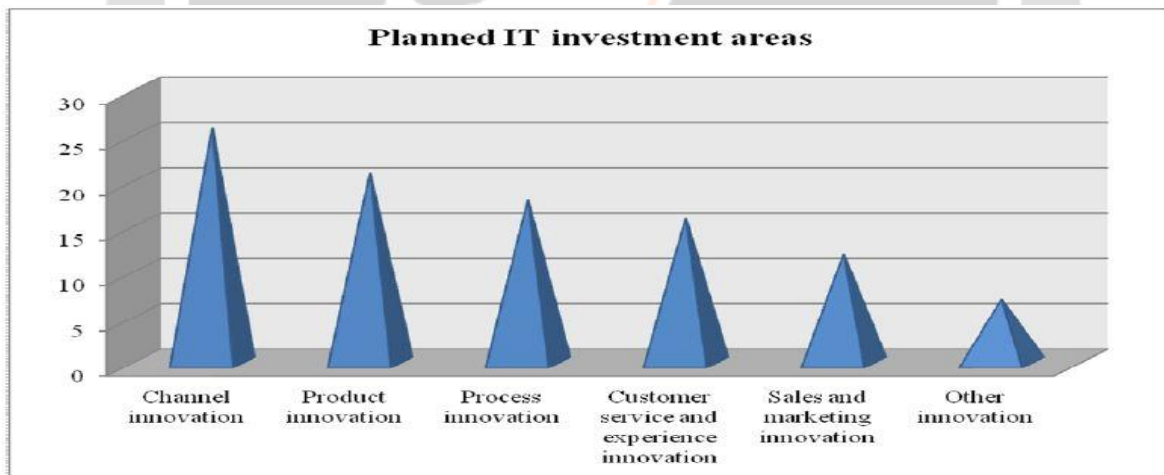 Planned IT investment areas
30
25
20
15
10
5
0
Channel
innovation
Product
innovation
Process
innovation
Customer
service and
experience
innovation
Sales and
marketing
innovation
Other
innovation